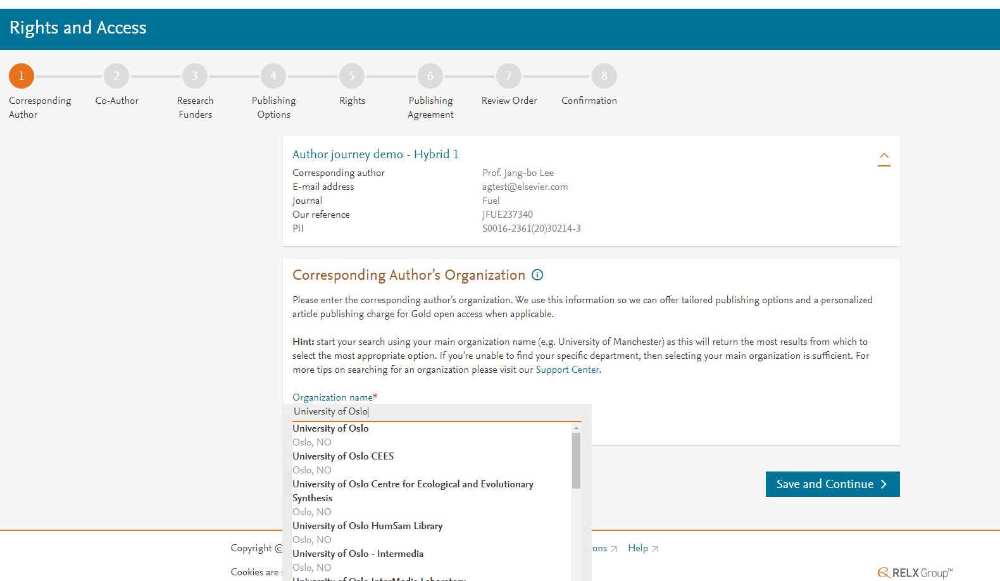 Rights and Access
1
2
3
4
5
6
7
8
Corresponding
Author
Co-Author
Research
Funders
Publishing
Options
Rights
Publishing
Agreement
Review Order
Confirmation
Author journey demo - Hybrid 1
Corresponding author Prof. Jang-bo Lee
E-mail address agtest@elsevier.com
Journal Fuel
Our reference JFUE237340
PII S0016-2361(20)30214-3
Corresponding Author's Organization
Please enter the corresponding author's organization. We use this information so we can offer tailored publishing options and a personalized
article publishing charge for Gold open access when applicable.
Hint: start your search using your main organization name (e.g. University of Manchester) as this will return the most results from which to
select the most appropriate option. If you're unable to find your specific department, then selecting your main organization is sufficient. For
more tips on searching for an organization please visit our Support Center.
Organization name*
University of Oslo
University of Oslo
Oslo, NO
University of Oslo CEES
Oslo, NO
University of Oslo Centre for Ecological and Evolutionary
Synthesis
Oslo, NO
University of Oslo HumSam Library
Oslo, NO
University of Oslo - Intermedia
Oslo, NO
University of Oslo InterMedia Laboratory
Save and Continue
Copyright © ons Help
Cookies are
RELX Group™